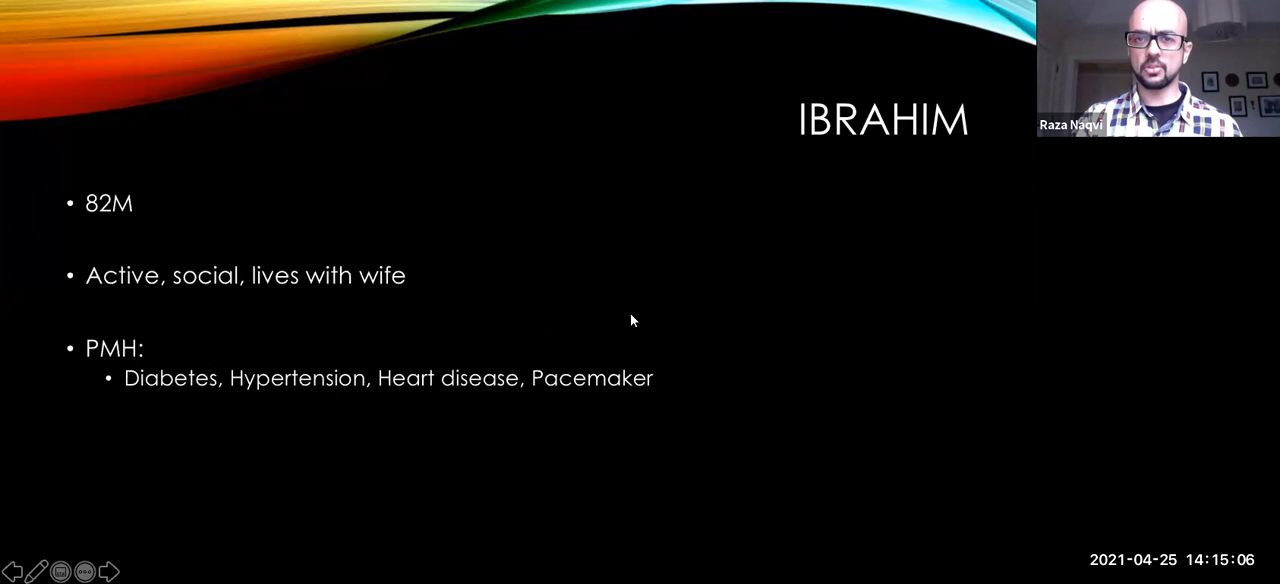 IBRAHIM
Raza Naqvi
• 82M
• Active, social, lives with wife
• PMH:
• Diabetes, Hypertension, Heart disease, Pacemaker
2021-04-25 14:15:06